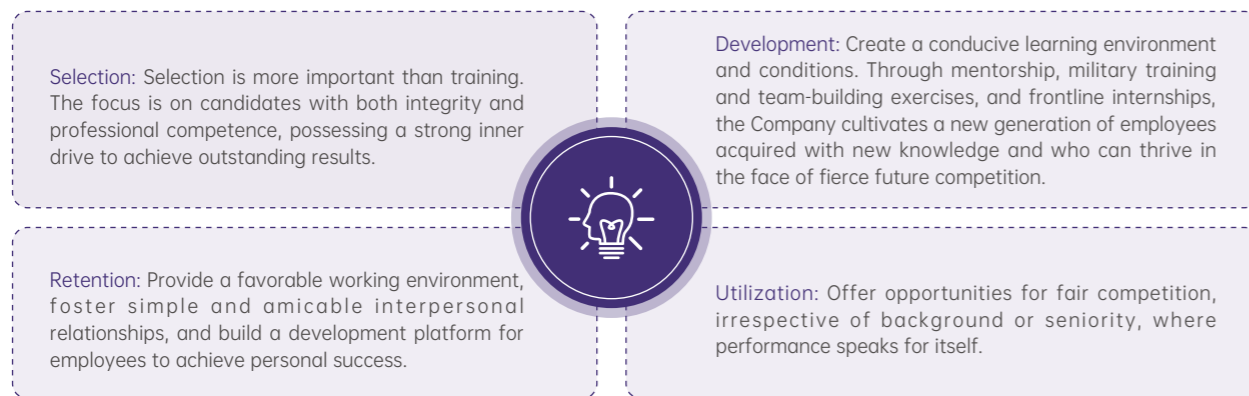 Selection: Selection is more important than training.
The focus is on candidates with both integrity and
professional competence, possessing a strong inner
drive to achieve outstanding results.
Development: Create a conducive learning environment
and conditions. Through mentorship, military training
and team-building exercises, and frontline internships,
the Company cultivates a new generation of employees
acquired with new knowledge and who can thrive in
the face of fierce future competition.
Retention: Provide a favorable working environment,
foster simple and amicable interpersonal
relationships, and build a development platform for
employees to achieve personal success.
Utilization: Offer opportunities for fair competition,
irrespective of background or seniority, where
performance speaks for itself.